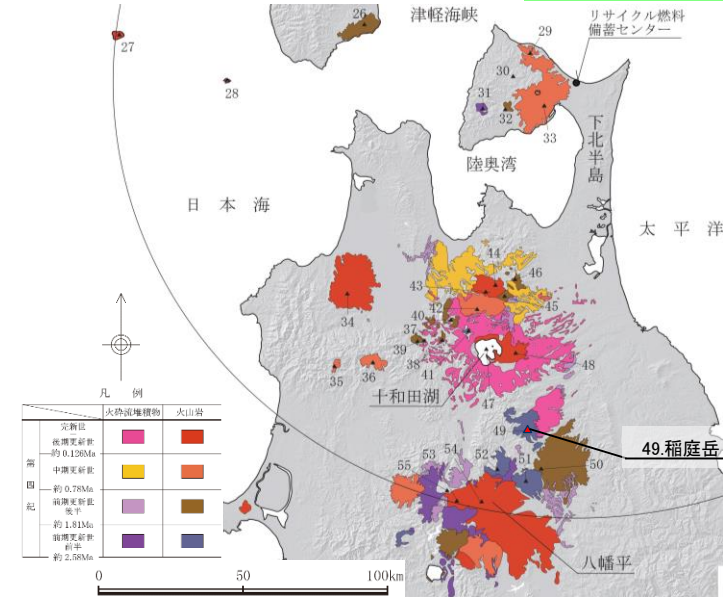 津軽海峡
リサイクル燃料
備蓄センター
26
27
28
29
30
31
32
33
陸奥湾
下北半島
日本海
太平洋
44
43
46
42
45
40
37
34
39
38
41
48
35
36
十和田湖
47
49
49.稲庭岳
54
53
52
51
50
55
八幡平
凡例
火砕流堆積物
火山岩
第四紀
完新世
後期更新世
約 0.126Ma
中期更新世
約 0.78Ma
前期更新世
後半
約 1.81Ma
前期更新世
前半
約 2.58Ma
0
50
100km